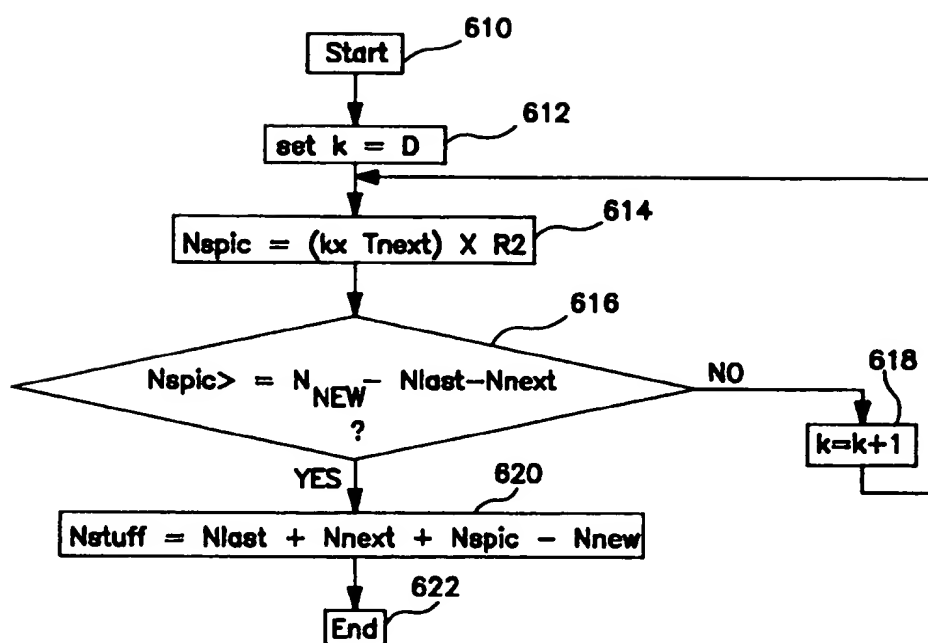 610
Start
612
set k = D
614
Nspic = (kx Tnext) X R2
616
Nspic> = N NEW - Nlast-Nnext
?
NO
618
k=k+1
YES
620
Nstuff = Nlast + Nnext + Nspic - Nnew
622
End